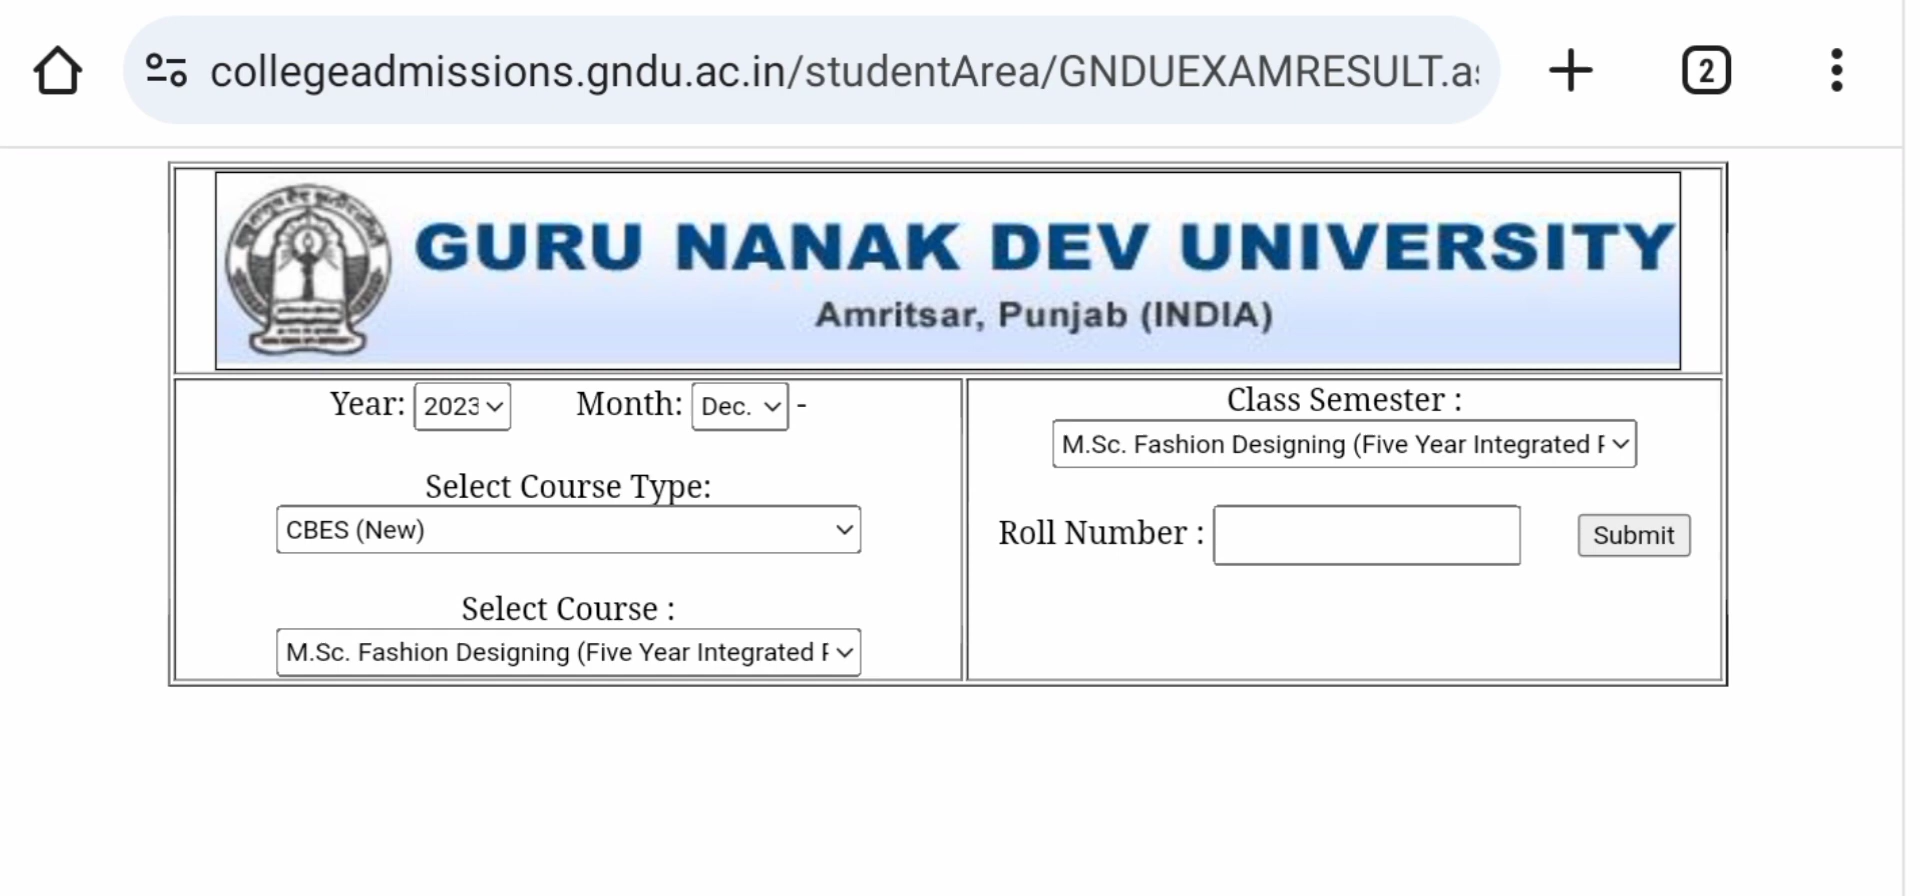 collegeadmissions.gndu.ac.in/studentArea/GNDUEXAMRESULT.as
2
GURU NANAK DEV UNIVERSITY
Amritsar, Punjab (INDIA)
Year: 2023 Month: Dec. -
Select Course Type:
CBES (New)
Select Course :
M.Sc. Fashion Designing (Five Year Integrated P
Class Semester :
M.Sc. Fashion Designing (Five Year Integrated P
Roll Number : Submit